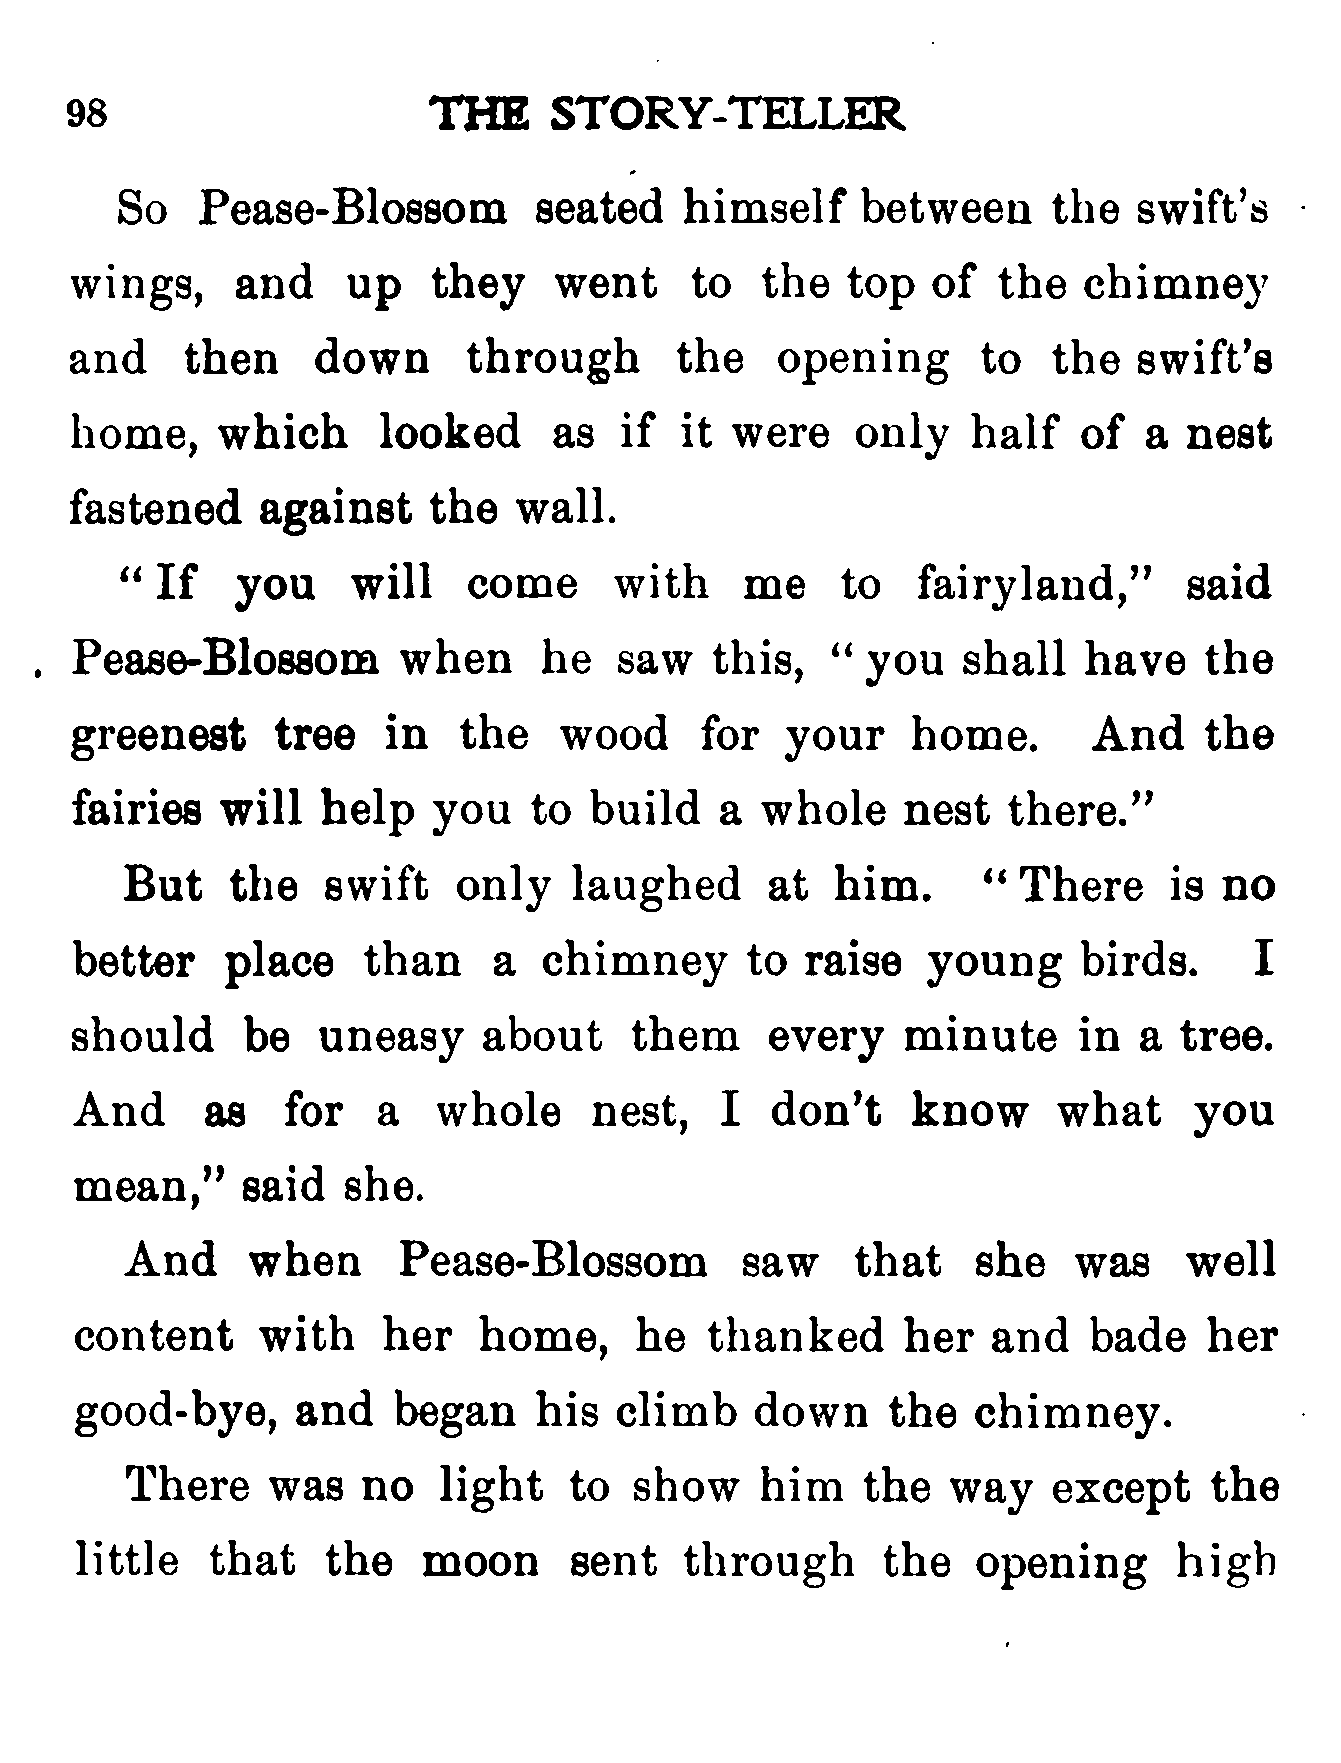 98 THE STORY-TELLER
So Pease-Blossom seated himself between the swift's
wings, and up they went to the top of the chimney
and then down through the opening to the swift's
home, which looked as if it were only half of a nest
fastened against the wall.
" If you will come with me to fairyland," said
Pease-Blossom when he saw this, " you shall have the
greenest tree in the wood for your home. And the
fairies will help you to build a whole nest there."
But the swift only laughed at him. " There is no
better place than a chimney to raise young birds. I
should be uneasy about them every minute in a tree.
And as for a whole nest, I don't know what you
mean," said she.
And when Pease-Blossom saw that she was well
content with her home, he thanked her and bade her
good-bye, and began his climb down the chimney.
There was no light to show him the way except the
little that the moon sent through the opening high